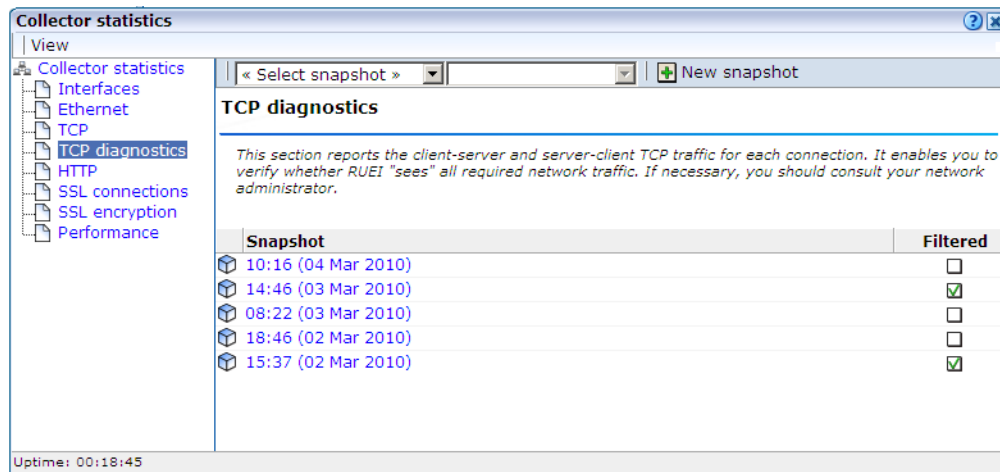 Collector statistics
View
Collector statistics
Interfaces
Ethernet
TCP
TCP diagnostics
HTTP
SSL connections
SSL encryption
Performance
« Select snapshot »
New snapshot
TCP diagnostics
This section reports the client-server and server-client TCP traffic for each connection. It enables you to
verify whether RUEI "sees" all required network traffic. If necessary, you should consult your network
administrator.
Snapshot Filtered
10:16 (04 Mar 2010)
14:46 (03 Mar 2010)
08:22 (03 Mar 2010)
18:46 (02 Mar 2010)
15:37 (02 Mar 2010)
Uptime: 00:18:45